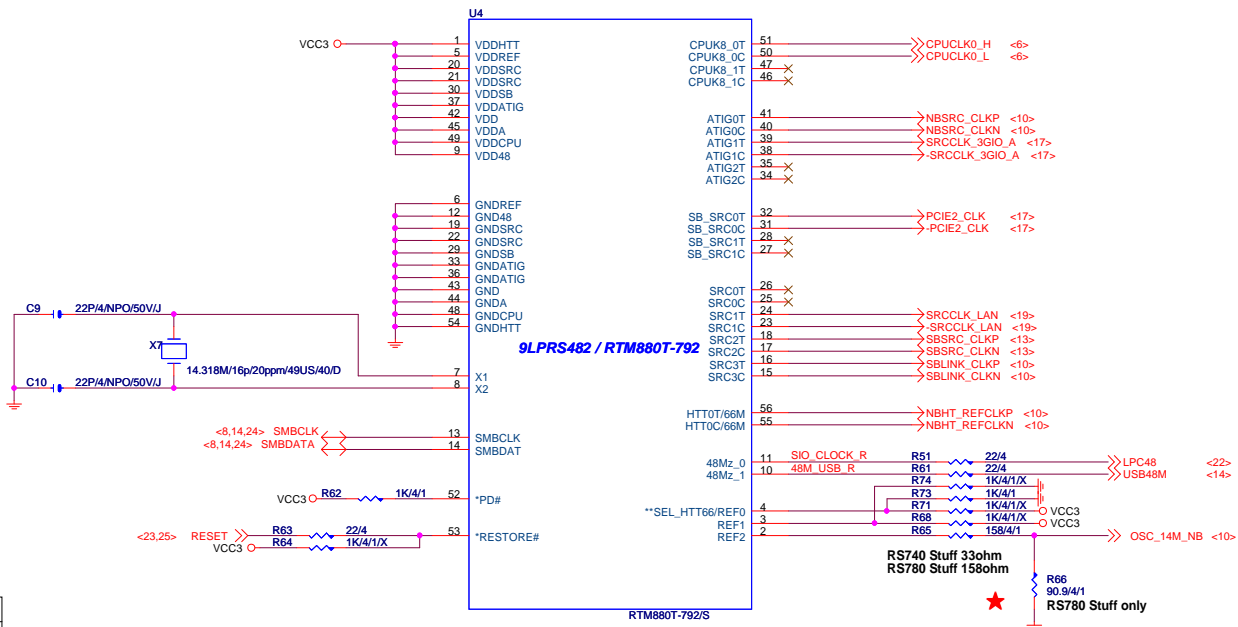 U4
VCC3
1 VDDHTT
5 VDDREF
20 VDDSRC
21 VDDSRC
30 VDDSB
37 VDDATIG
42 VDD
45 VDDA
49 VDDCPU
9 VDD48
6 GNDREF
12 GND48
19 GNDSRC
22 GNDSRC
29 GNDSB
33 GNDATIG
36 GNDATIG
43 GND
44 GNDA
48 GNDCPU
54 GNDHTT
C9 22P/4/NPO/50V/J
X7
14.318M/16p/20ppm/49US/40/D
C10 22P/4/NPO/50V/J
7 X1
8 X2
<8,14,24> SMBCLK 13 SMBCLK
<8,14,24> SMBDATA 14 SMBDAT
VCC3 R62 1K/4/1 52 *PD#
<23,25> RESET R63 22/4 53 *RESTORE#
VCC3 R64 1K/4/1/X
9LPRS482 / RTM880T-792
CPUK8_0T 51 CPUCLK0_H <6>
CPUK8_0C 50 CPUCLK0_L <6>
CPUK8_1T 47
CPUK8_1C 46
ATIG0T 41 NBSRC_CLKP <10>
ATIG0C 40 NBSRC_CLKN <10>
ATIG1T 39 SRCCLK_3GIO_A <17>
ATIG1C 38 -SRCCLK_3GIO_A <17>
ATIG2T 35
ATIG2C 34
SB_SRC0T 32 PCIE2_CLK <17>
SB_SRC0C 31 -PCIE2_CLK <17>
SB_SRC1T 28
SB_SRC1C 27
SRC0T 26
SRC0C 25
SRC1T 24 SRCCLK_LAN <19>
SRC1C 23 -SRCCLK_LAN <19>
SRC2T 18 SBSRC_CLKP <13>
SRC2C 17 SBSRC_CLKN <13>
SRC3T 16 SBLINK_CLKP <10>
SRC3C 15 SBLINK_CLKN <10>
HTT0T/66M 56 NBHT_REFCLKP <10>
HTT0C/66M 55 NBHT_REFCLKN <10>
48Mz_0 11 SIO_CLOCK_R R51 22/4 LPC48 <22>
48Mz_1 10 48M_USB_R R61 22/4 USB48M <14>
R74 1K/4/1/X
R73 1K/4/1
**SEL_HTT66/REF0 4 R71 1K/4/1/X VCC3
REF1 3 R68 1K/4/1/X VCC3
REF2 2 R65 158/4/1 OSC_14M_NB <10>
RS740 Stuff 33ohm
RS780 Stuff 158ohm
R66
90.9/4/1
RS780 Stuff only
RTM880T-792/S